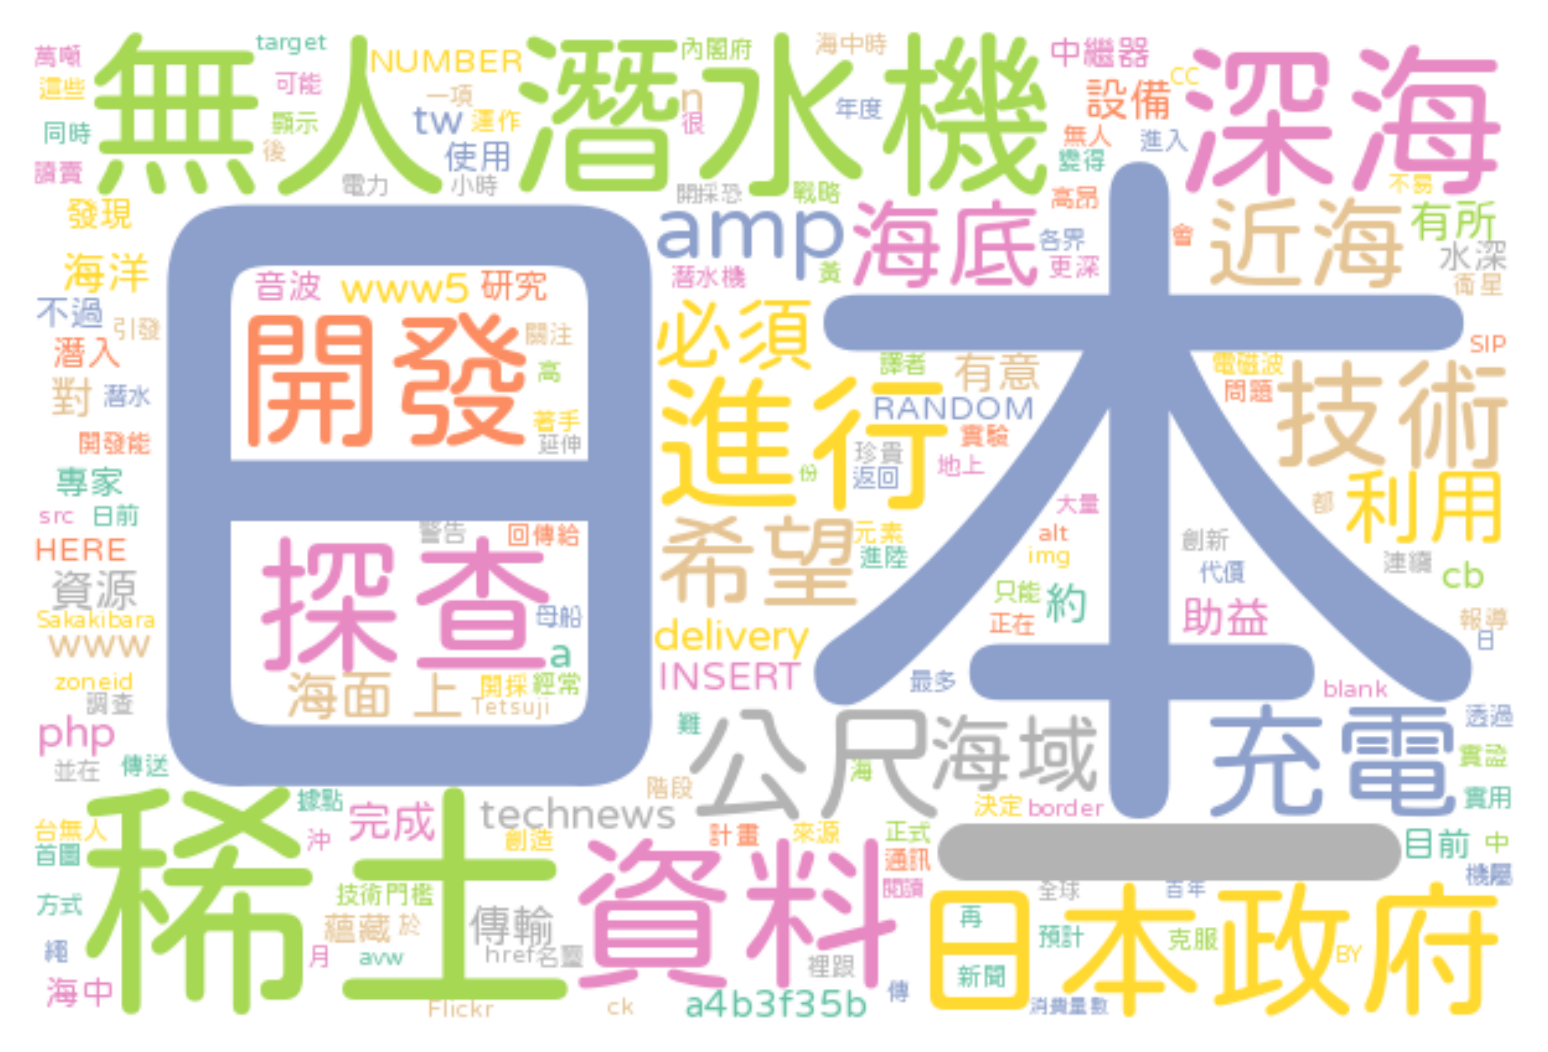 萬噸 target NUMBER 內閣府 海中時 中繼器 CC
無人潛水機 深海
這些 可能 一項 n 設備
同時 顯示 tw 運作 很 年度 無人 進入
讀賣 後 使用 變得
電力 小時 開採恐 戰略 高昂 不易
發現 amp 海底 各界 會 近海 有所
海洋 潛水機 黃 更深 水深
音波 www5 研究 衛星
不過 引發 開發 關注 必須 SIP
潛入 高 譯者 有意 電磁波 技術
對 潛水 進行 RANDOM 問題
開發能 著手 延伸 珍貴 實驗
專家 份 返回 地上 利用
src 日前 日本 大量 都
HERE 警告 回傳給 希望 元素 alt 創新
資源 探查 進陸 img 代價 連續 cb
Sakakibara 母船 只能 約 助益 報導
www a delivery 正在 日
zoneid 海面 上 開採 經常 INSERT 最多 blank
調查 Tetsuji
php 難 公尺 海域 充電 透過
並在 傳送 海 實益
據點 完成 technews 階段 決定 border 實用
台無人 沖 創造 計畫 來源 正式 一 目前 中
首圖 稀土 資料 通訊 機屬
技術門檻 閱讀 全球 百年
方式 蘊藏 於 傳輸 再 日本政府
繩 月 avw href 名璽 裡跟 預計 克服 BY
海中 新聞
Flickr ck a4b3f35b 傳 消費量數